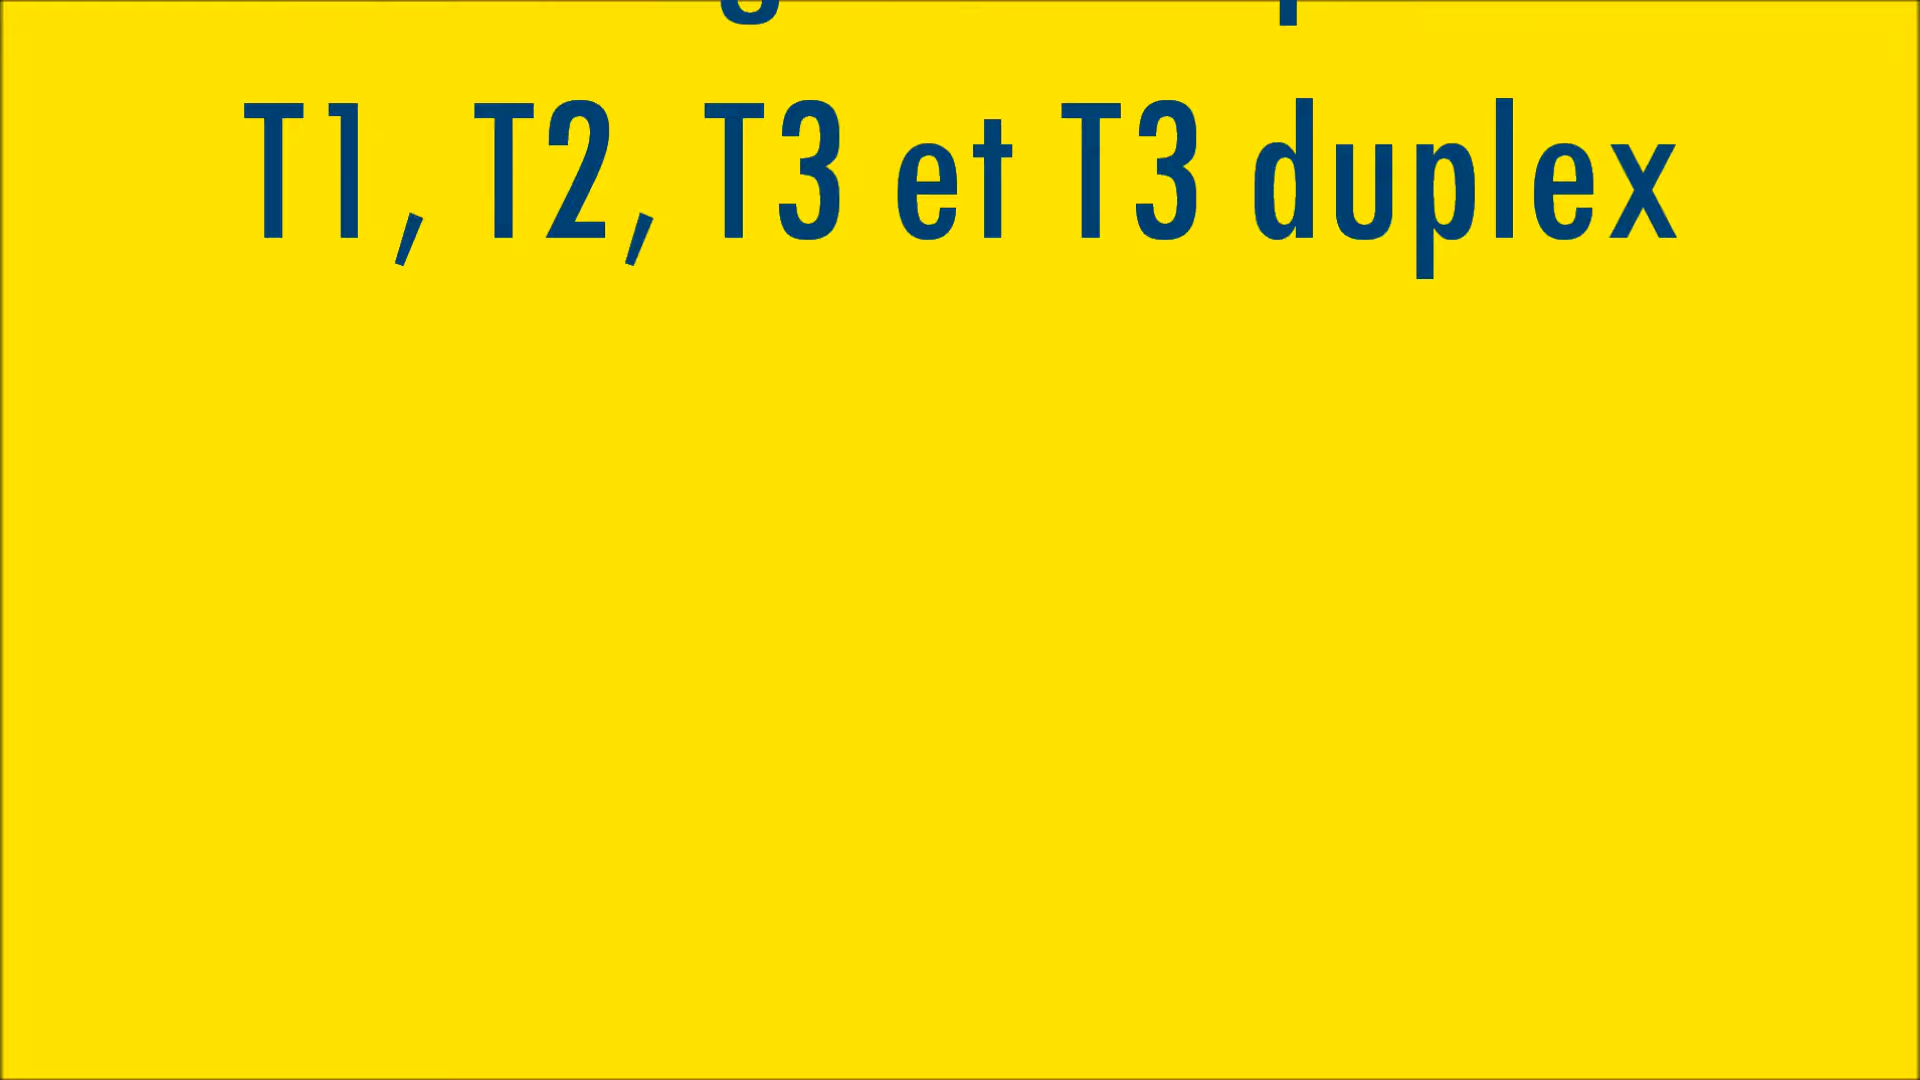 T1, T2, T3 et T3 duplex